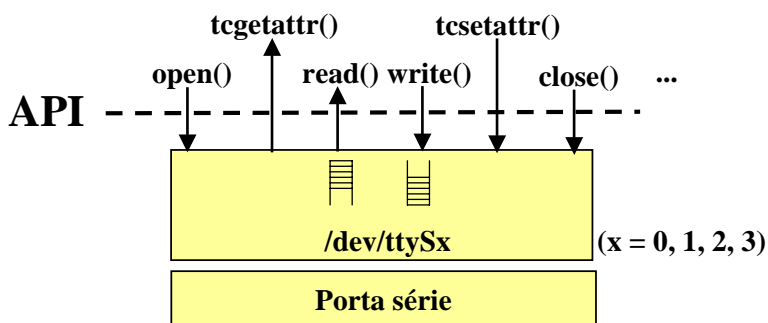 tcgetattr() tcsetattr()
open() read() write() close() ...
API
/dev/ttySx (x = 0, 1, 2, 3)
Porta série